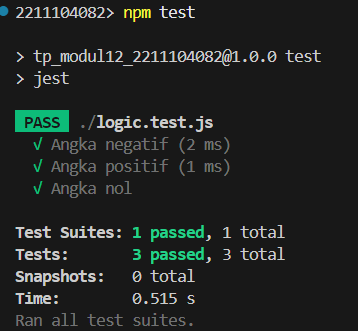 2211104082> npm test
> tp_modul12_2211104082@1.0.0 test
> jest
PASS ./logic.test.js
√ Angka negatif (2 ms)
√ Angka positif (1 ms)
√ Angka nol
Test Suites: 1 passed, 1 total
Tests: 3 passed, 3 total
Snapshots: 0 total
Time: 0.515 s
Ran all test suites.